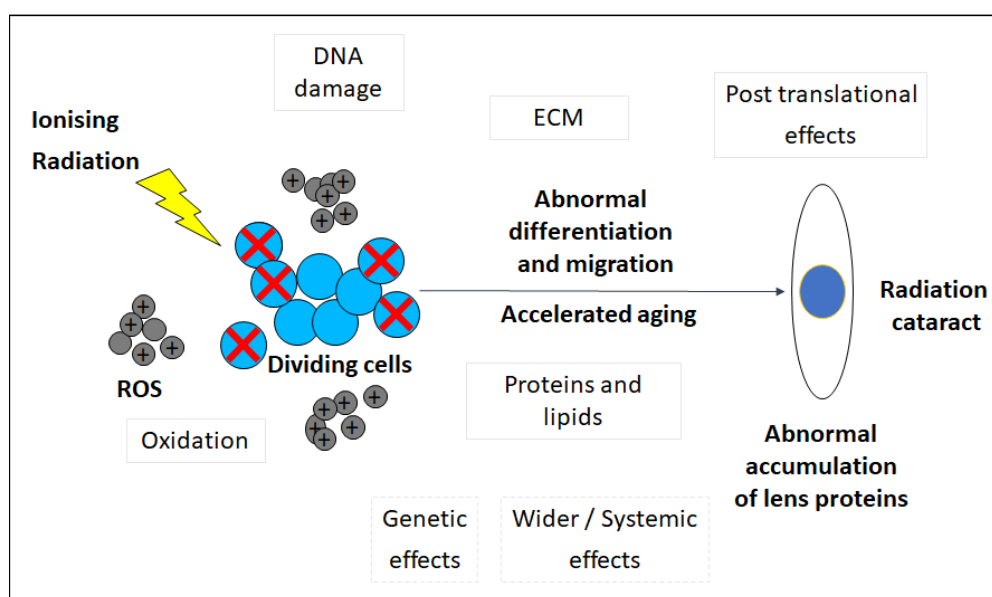 DNA
damage
Ionising
Radiation
ECM
Post translational
effects
+ + + + + +
Abnormal
differentiation
and migration
Accelerated aging
Radiation
cataract
+ + + + +
ROS
Dividing cells
Oxidation
+ + + + + +
Proteins and
lipids
Abnormal
accumulation
of lens proteins
Genetic
effects
Wider / Systemic
effects